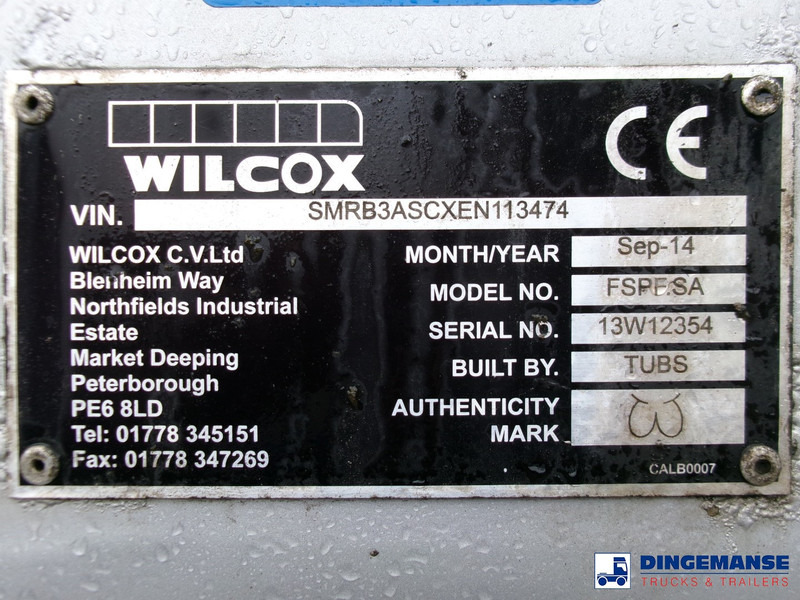 WILCOX
CE
VIN. SMRB3ASCXEN113474
WILCOX C.V.Ltd
Blenheim Way
Northfields Industrial
Estate
Market Deeping
Peterborough
PE6 8LD
Tel: 01778 345151
Fax: 01778 347269
MONTH/YEAR Sep-14
MODEL NO.
SERIAL NO. 13W12354
BUILT BY. TUBS
AUTHENTICITY
MARK
CALB0007
DINGEMANSE
TRUCKS & TRAILERS